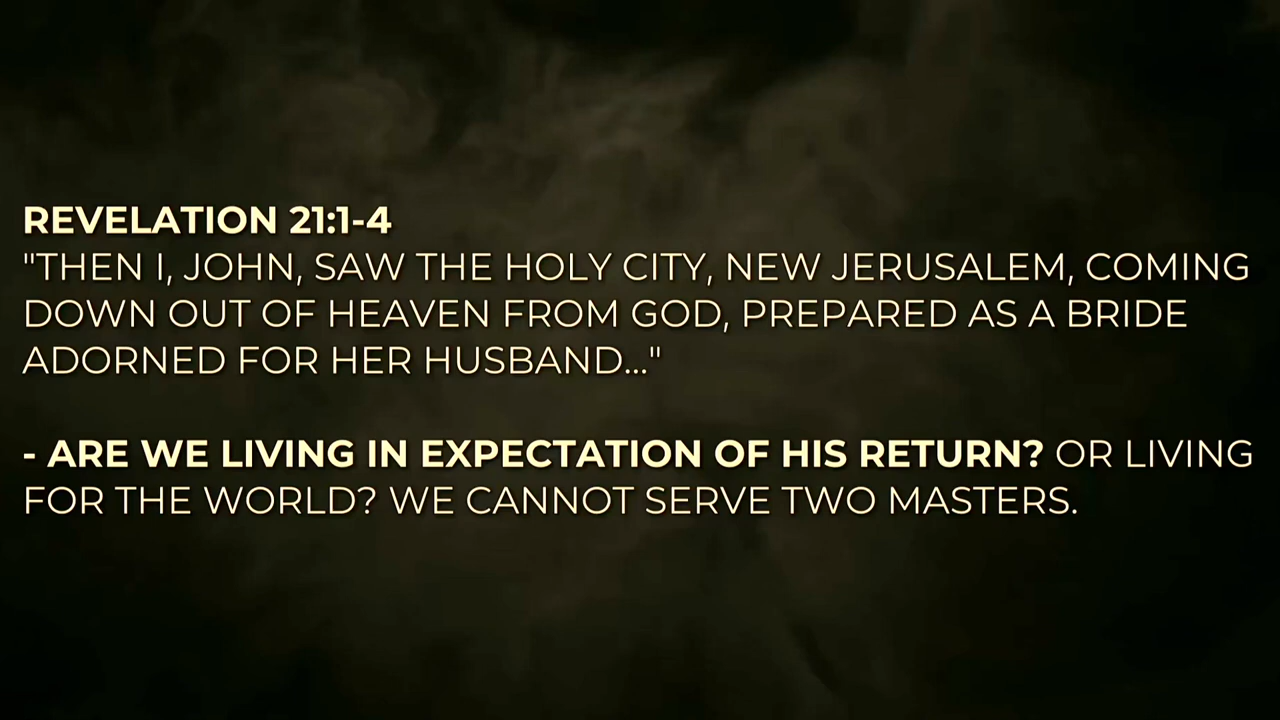 REVELATION 21:1-4
"THEN I, JOHN, SAW THE HOLY CITY, NEW JERUSALEM, COMING
DOWN OUT OF HEAVEN FROM GOD, PREPARED AS A BRIDE
ADORNED FOR HER HUSBAND..."
- ARE WE LIVING IN EXPECTATION OF HIS RETURN? OR LIVING
FOR THE WORLD? WE CANNOT SERVE TWO MASTERS.